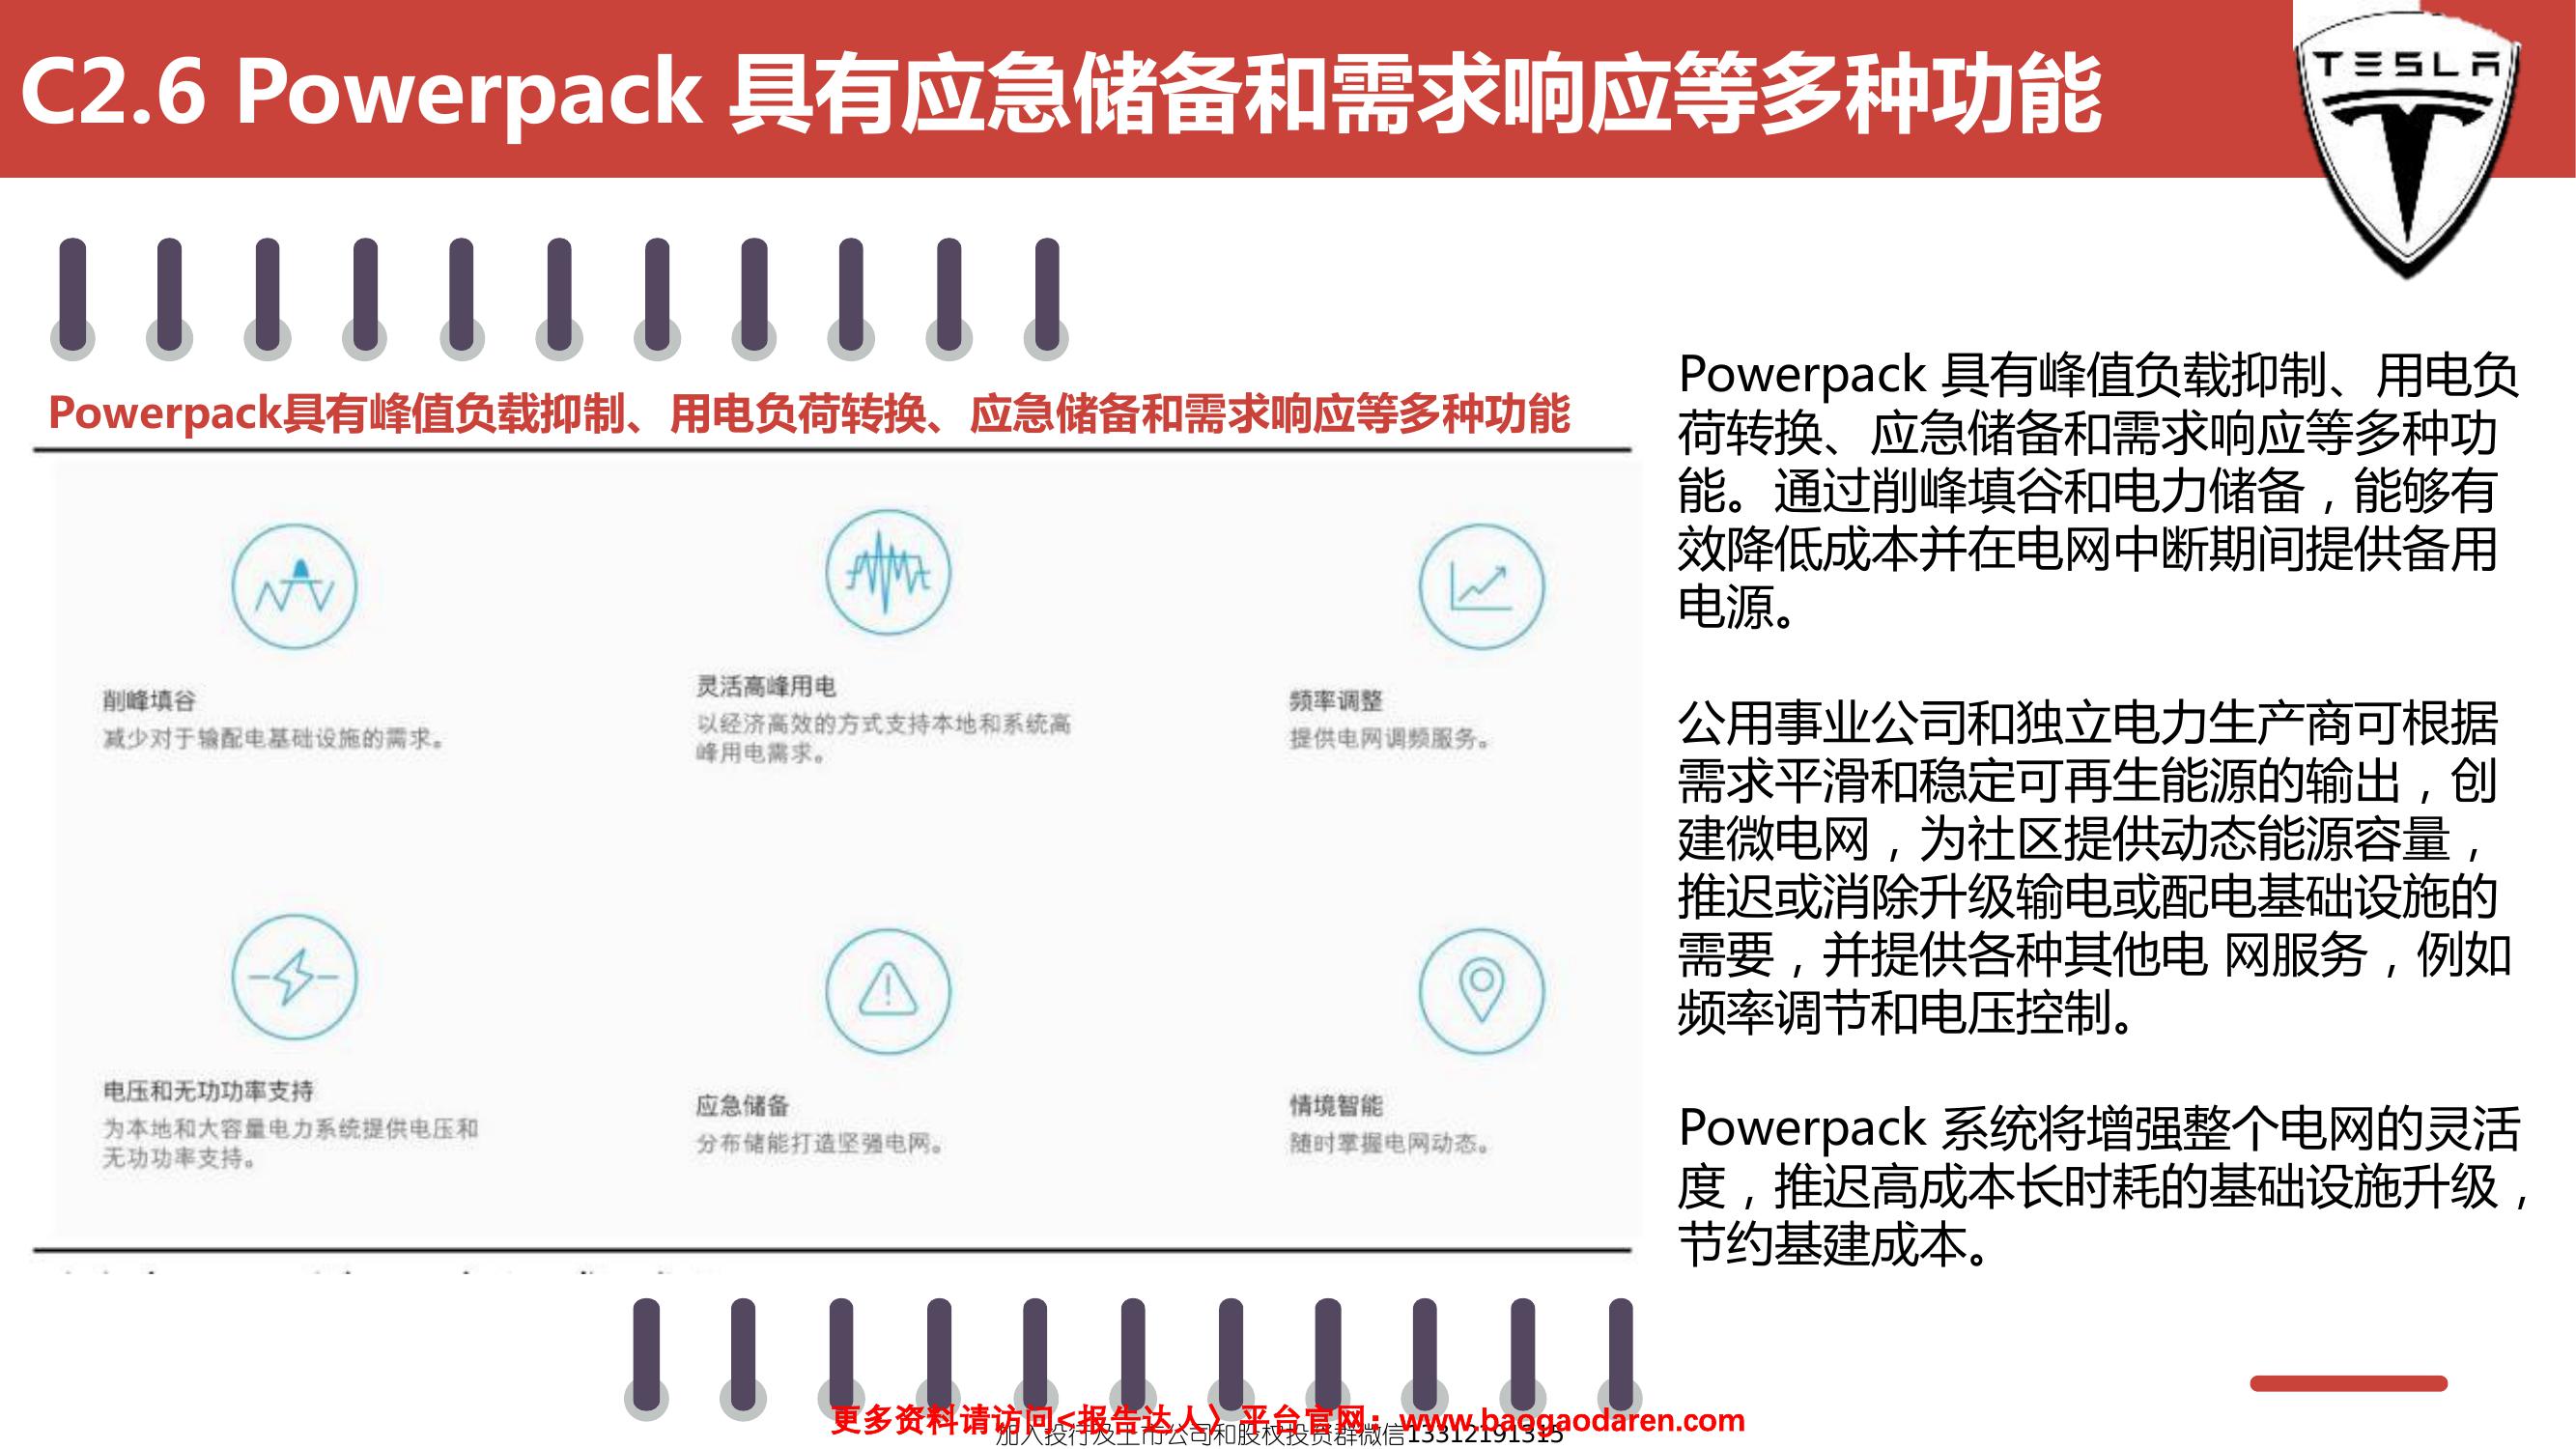 C2.6 Powerpack 具有应急储备和需求响应等多种功能
TESLA
Powerpack具有峰值负载抑制、用电负荷转换、应急储备和需求响应等多种功能
削峰填谷
减少对于输配电基础设施的需求。
灵活高峰用电
以经济高效的方式支持本地和系统高
峰用电需求。
频率调整
提供电网调频服务。
电压和无功功率支持
为本地和大容量电力系统提供电压和
无功功率支持。
应急储备
分布储能打造坚强电网。
情境智能
随时掌握电网动态。
Powerpack 具有峰值负载抑制、用电负
荷转换、应急储备和需求响应等多种功
能。通过削峰填谷和电力储备，能够有
效降低成本并在电网中断期间提供备用
电源。
公用事业公司和独立电力生产商可根据
需求平滑和稳定可再生能源的输出，创
建微电网，为社区提供动态能源容量，
推迟或消除升级输电或配电基础设施的
需要，并提供各种其他电 网服务，例如
频率调节和电压控制。
Powerpack 系统将增强整个电网的灵活
度，推迟高成本长时耗的基础设施升级，
节约基建成本。
更多资料请访问<报告达人〉平台官网：www.baogaodaren.com
加入投行及上市公司和股权投资群微信13312191315